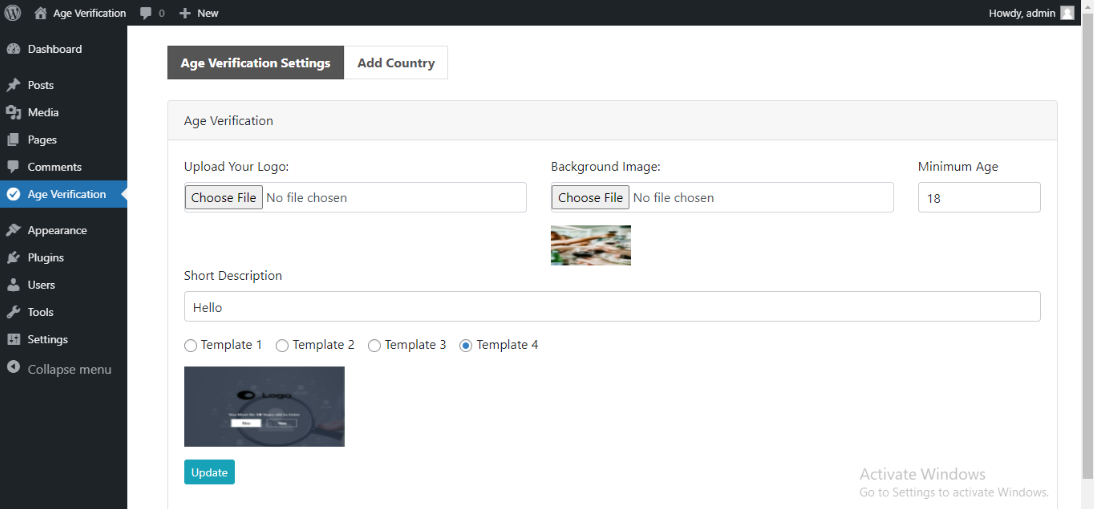 Age Verification 0 New Howdy, admin
Dashboard
Posts
Media
Pages
Comments
Age Verification
Appearance
Plugins
Users
Tools
Settings
Collapse menu
Age Verification Settings Add Country
Age Verification
Upload Your Logo: Background Image: Minimum Age
Choose File No file chosen Choose File No file chosen 18
Short Description
Hello
Template 1 Template 2 Template 3 Template 4
Logo
Update
Activate Windows
Go to Settings to activate Windows.